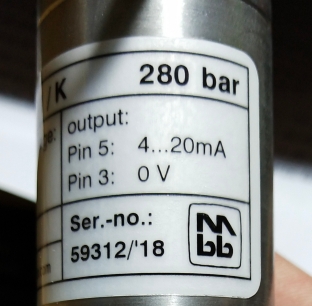 /K 280 bar
output:
Pin 5: 4...20mA
Pin 3: 0 V
Ser.-no.:
59312/'18